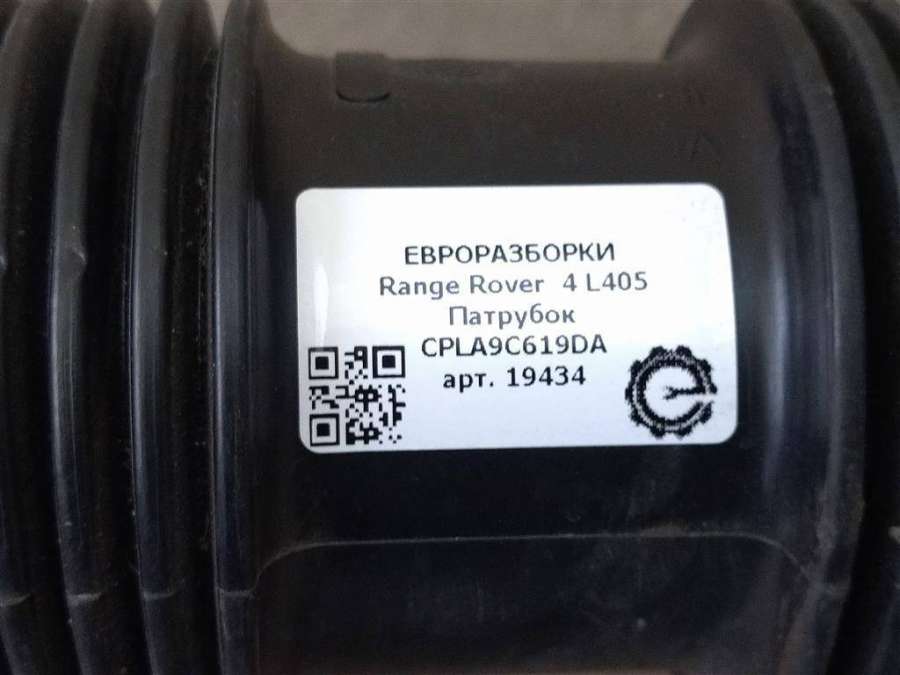 ЕВРОРАЗБОРКИ
Range Rover 4 L405
Патрубок
CPLA9C619DA
арт. 19434